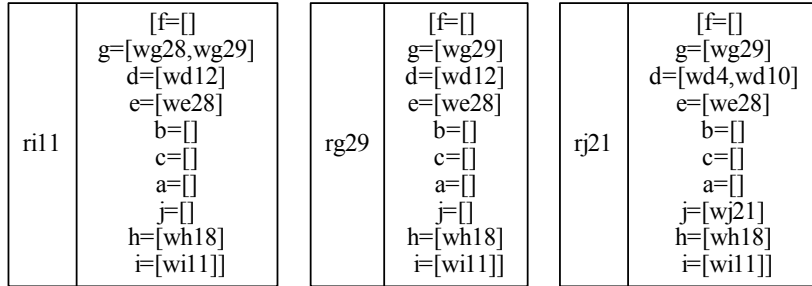 ri11
[f=[]
g=[wg28,wg29]
d=[wd12]
e=[we28]
b=[]
c=[]
a=[]
j=[]
h=[wh18]
i=[wi11]]
rg29
[f=[]
g=[wg29]
d=[wd12]
e=[we28]
b=[]
c=[]
a=[]
j=[]
h=[wh18]
i=[wi11]]
rj21
[f=[]
g=[wg29]
d=[wd4,wd10]
e=[we28]
b=[]
c=[]
a=[]
j=[wj21]
h=[wh18]
i=[wi11]]